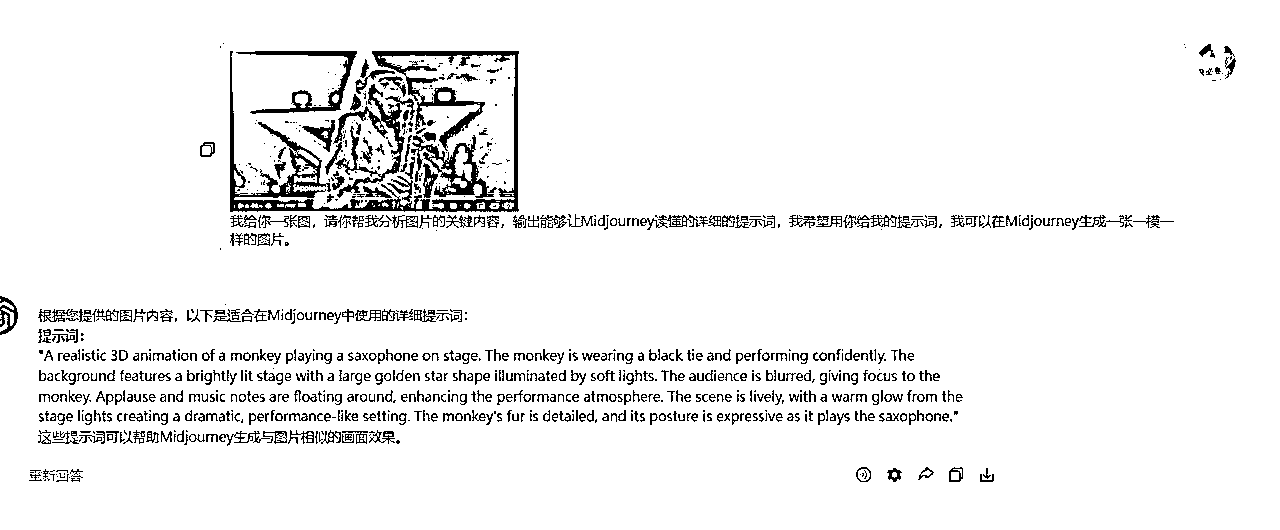 我给你一张图，请你帮我分析图片的关键内容，输出能够让Midjourney读懂的详细的提示词，我希望用你给我的提示词，我可以在Midjourney生成一张一模一
样的图片。
根据您提供的图片内容，以下是适合在Midjourney中使用的详细提示词：
提示词：
"A realistic 3D animation of a monkey playing a saxophone on stage. The monkey is wearing a black tie and performing confidently. The
background features a brightly lit stage with a large golden star shape illuminated by soft lights. The audience is blurred, giving focus to the
monkey. Applause and music notes are floating around, enhancing the performance atmosphere. The scene is lively, with a warm glow from the
stage lights creating a dramatic, performance-like setting. The monkey's fur is detailed, and its posture is expressive as it plays the saxophone."
这些提示词可以帮助Midjourney生成与图片相似的画面效果。
重新回答